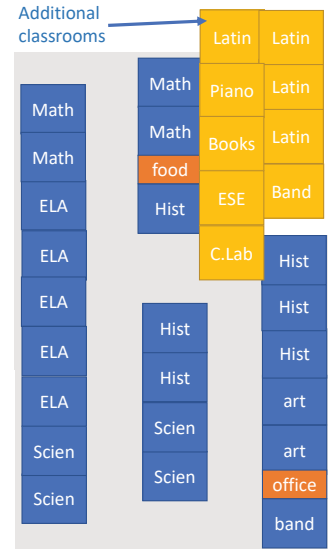 Additional
classrooms
Math
Math
ELA
ELA
ELA
ELA
ELA
Scien
Scien
Math
Math
food
Hist
Hist
Hist
Scien
Scien
Latin
Piano
Books
ESE
C.Lab
Latin
Latin
Latin
Band
Hist
Hist
Hist
art
art
office
band